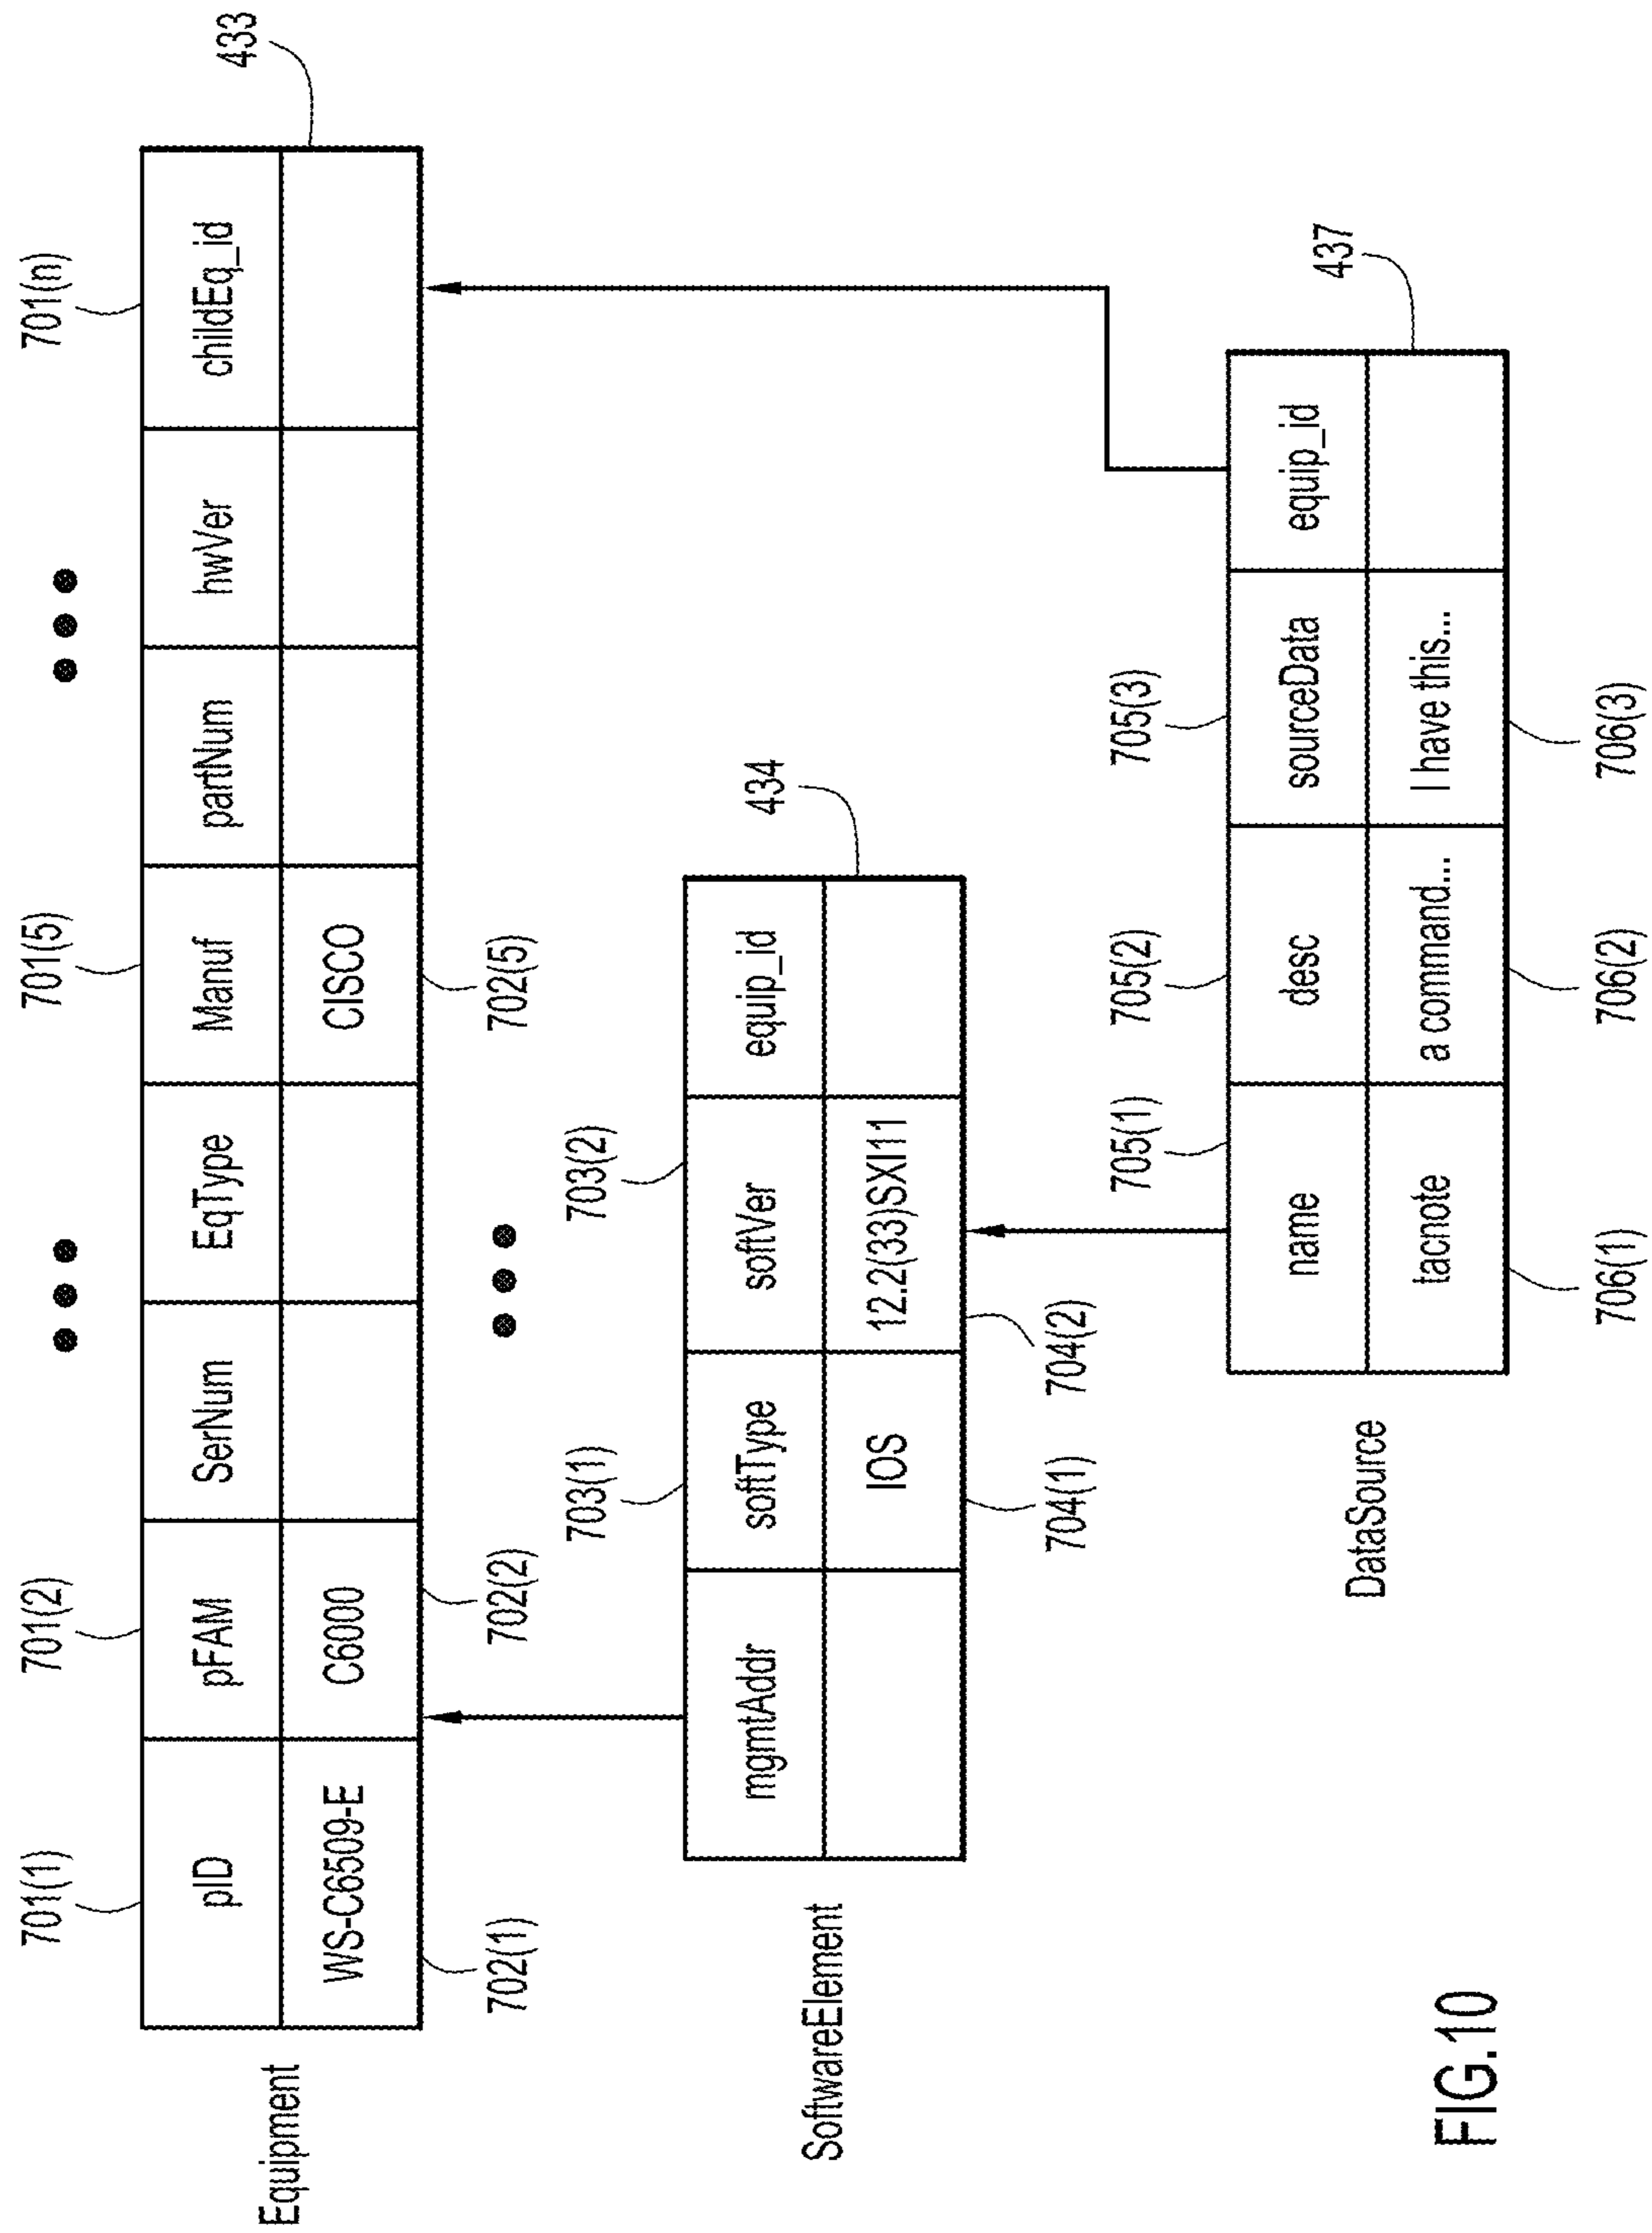 701(1)
701(2)
● ● ●
701(5)
● ● ●
701(n)
Equipment
pID
pFAM
SerNum
EqType
Manuf
partNum
hwVer
childEq_id
433
WS-C6509-E
C6000
CISCO
702(1)
702(2)
● ● ●
702(5)
703(1)
703(2)
SoftwareElement
mgmtAddr
softType
softVer
equip_id
434
IOS
12.2(33)SXI11
704(1)
704(2)
705(1)
705(2)
705(3)
DataSource
name
desc
sourceData
equip_id
437
tacnote
a command...
I have this...
706(1)
706(2)
706(3)
FIG.10